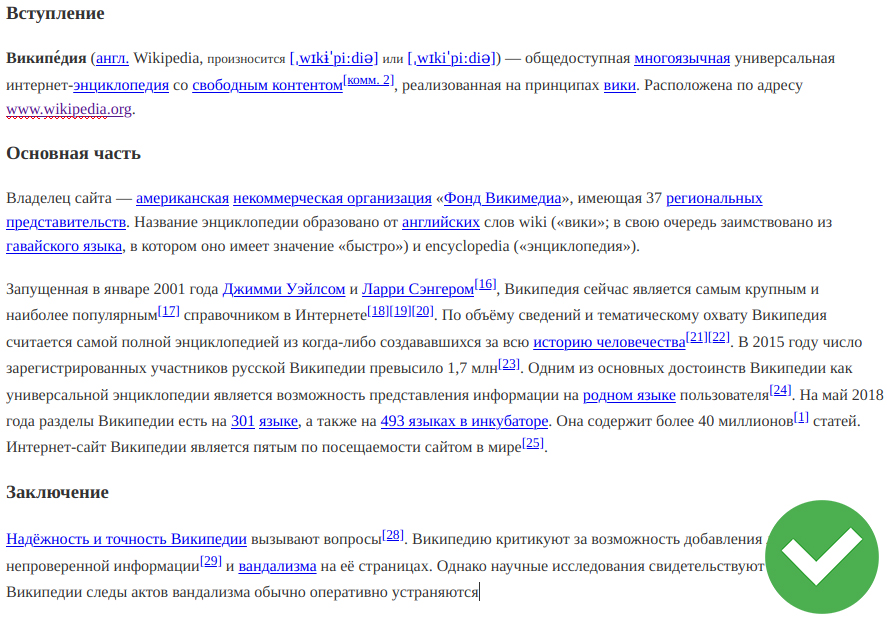 Вступление
Викип́едия (англ. Wikipedia, произносится [ˌwɪkɨˈpiːdiə] или [ˌwɪkiˈpiːdiə]) — общедоступная многоязычная универсальная
интернет-энциклопедия со свободным контентом[комм. 2], реализованная на принципах вики. Расположена по адресу
www.wikipedia.org.
Основная часть
Владелец сайта — американская некоммерческая организация «Фонд Викимедиа», имеющая 37 региональных
представительств. Название энциклопедии образовано от английских слов wiki («вики»; в свою очередь заимствовано из
гавайского языка, в котором оно имеет значение «быстро») и encyclopedia («энциклопедия»).
Запущенная в январе 2001 года Джимми Уэйлсом и Ларри Сэнгером[16], Википедия сейчас является самым крупным и
наиболее популярным[17] справочником в Интернете[18][19][20]. По объёму сведений и тематическому охвату Википедия
считается самой полной энциклопедией из когда-либо создававшихся за всю историю человечества[21][22]. В 2015 году число
зарегистрированных участников русской Википедии превысило 1,7 млн[23]. Одним из основных достоинств Википедии как
универсальной энциклопедии является возможность представления информации на родном языке пользователя[24]. На май 2018
года разделы Википедии есть на 301 языке, а также на 493 языках в инкубаторе. Она содержит более 40 миллионов[1] статей.
Интернет-сайт Википедии является пятым по посещаемости сайтом в мире[25].
Заключение
Надёжность и точность Википедии вызывают вопросы[28]. Википедию критикуют за возможность добавления
непроверенной информации[29] и вандализма на её страницах. Однако научные исследования свидетельствуют
Википедии следы актов вандализма обычно оперативно устраняются